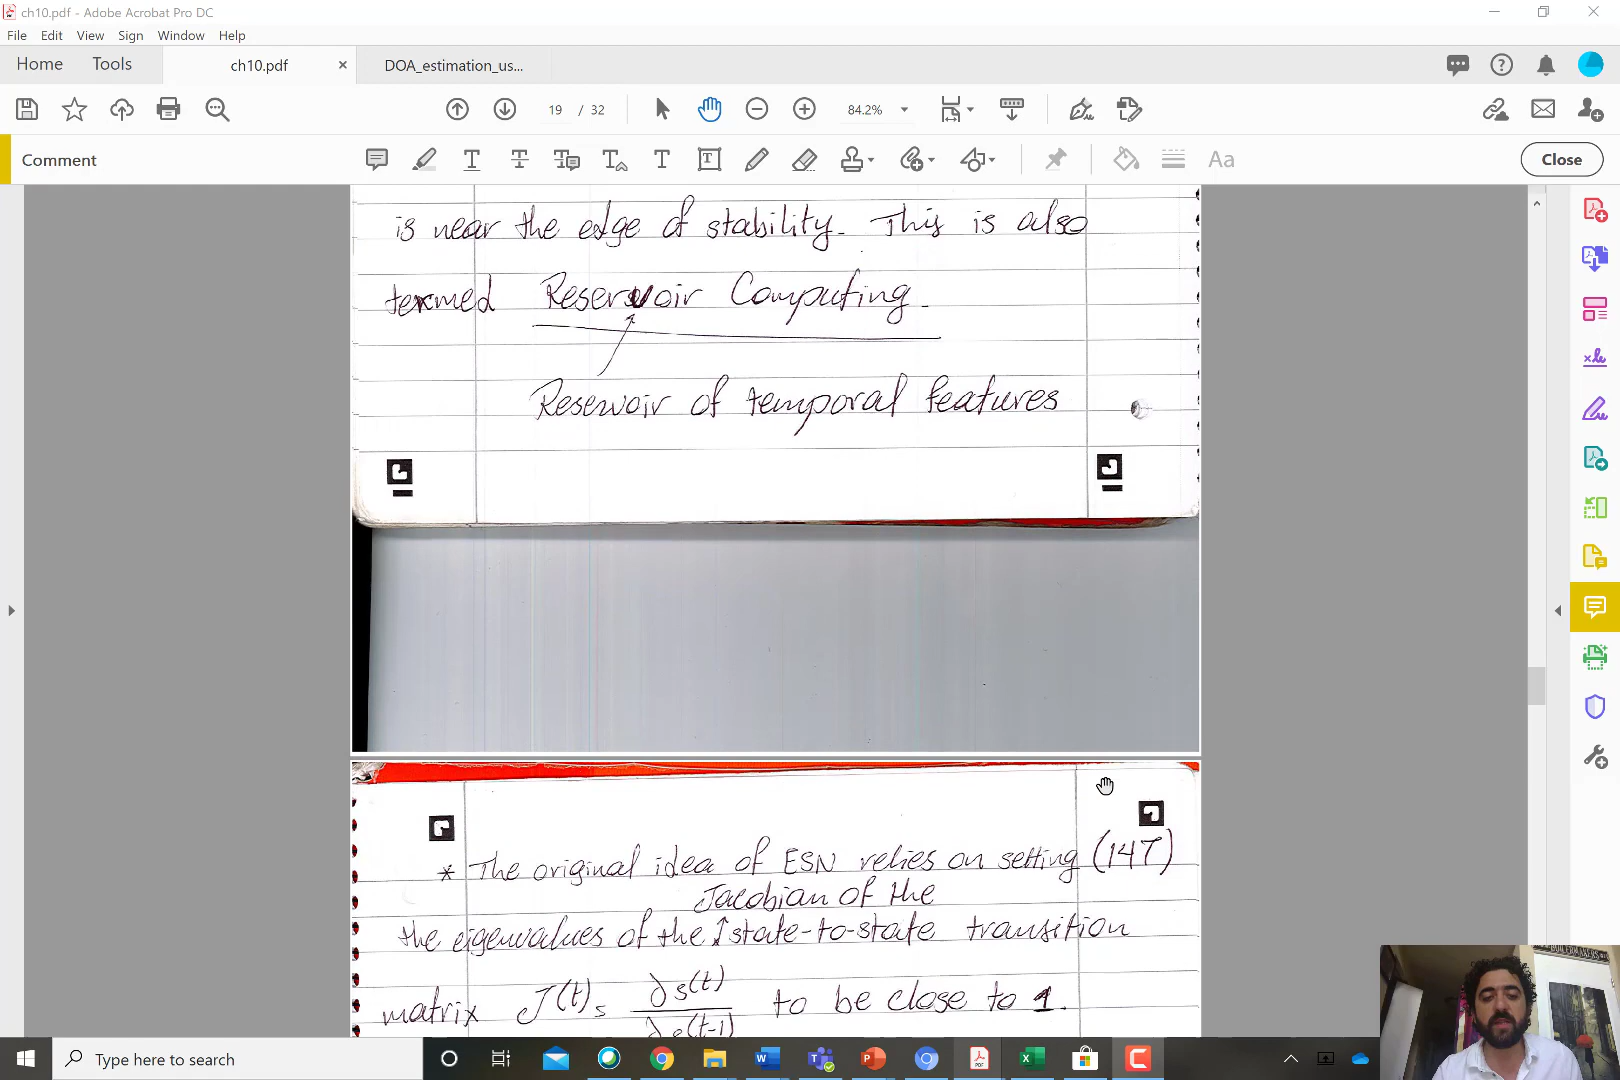 ch10.pdf - Adobe Acrobat Pro DC
File Edit View Sign Window Help
Home Tools ch10.pdf × DOA_estimation_us...
19 / 32 84.2%
Comment Close
is near the edge of stability. This is also
termed Reservoir Computing.
Reservoir of temporal features
* The original idea of ESN relies on setting (147)
Jacobian of the
the eigenvalues of the state-to-state transition
matrix J(t) = ∂s(t) / ∂s(t-1) to be close to 1.
Type here to search